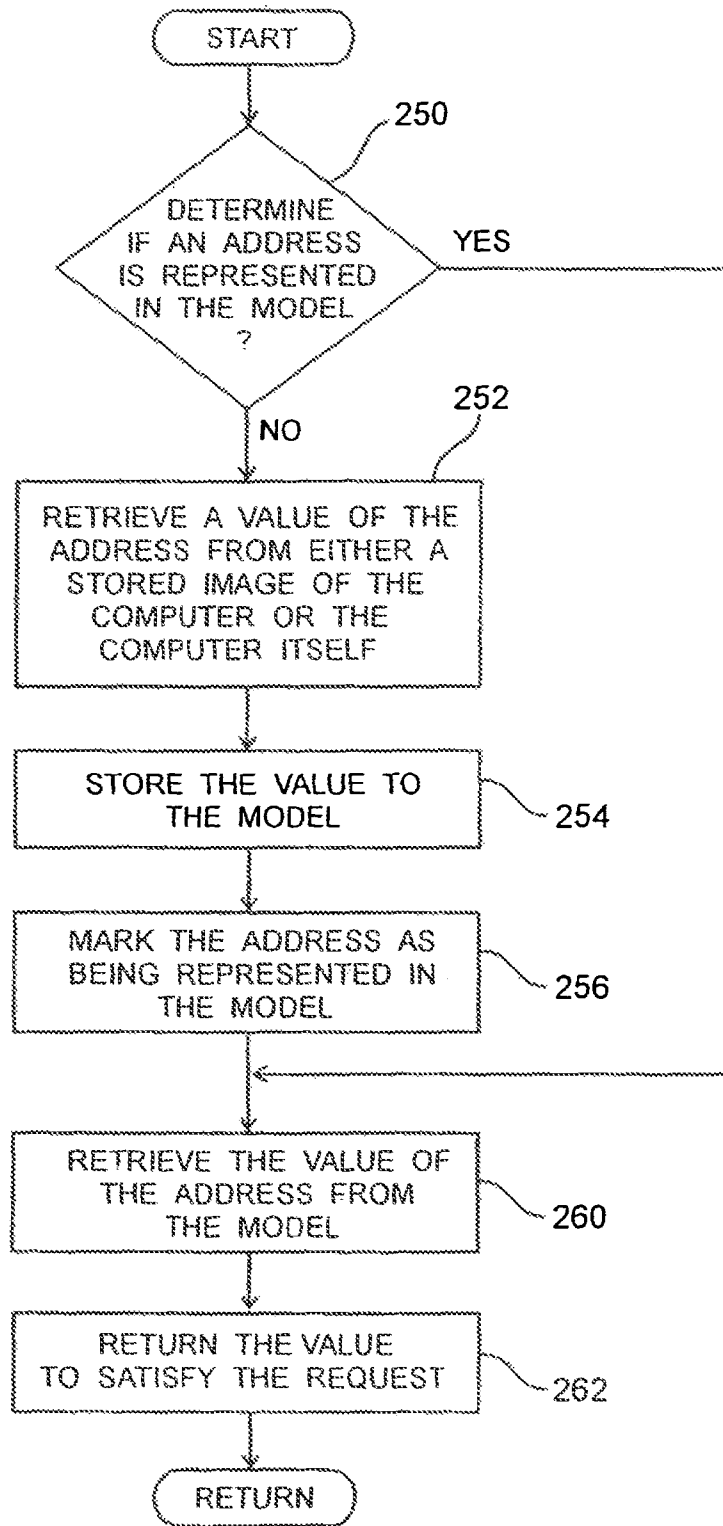 START
250
DETERMINE
IF AN ADDRESS
IS REPRESENTED
IN THE MODEL
?
YES
NO
252
RETRIEVE A VALUE OF THE
ADDRESS FROM EITHER A
STORED IMAGE OF THE
COMPUTER OR THE
COMPUTER ITSELF
STORE THE VALUE TO
THE MODEL
254
MARK THE ADDRESS AS
BEING REPRESENTED IN
THE MODEL
256
RETRIEVE THE VALUE OF
THE ADDRESS FROM
THE MODEL
260
RETURN THE VALUE
TO SATISFY THE REQUEST
262
RETURN